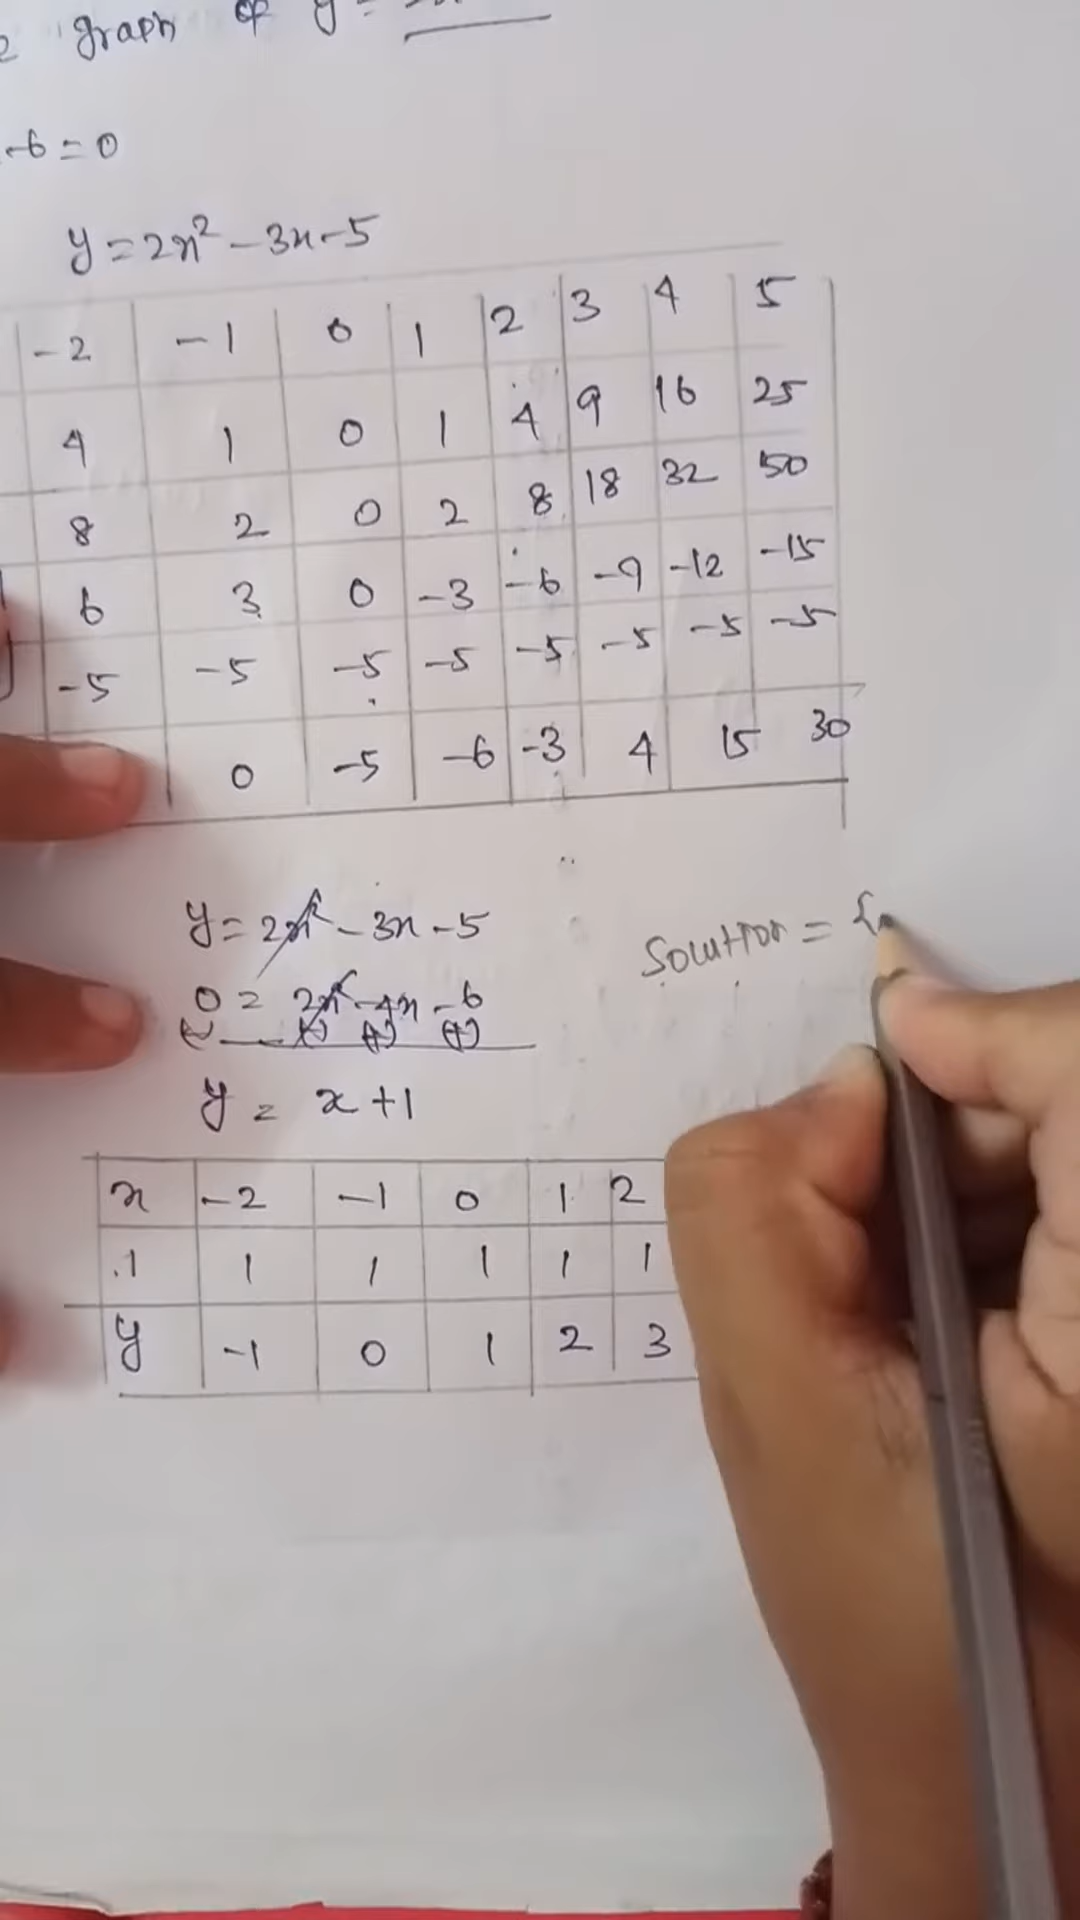 graph of y =
-6 = 0
y = 2x² - 3x - 5
-2 -1 0 1 2 3 4 5
4 1 0 1 4 9 16 25
8 2 0 2 8 18 32 50
6 3 0 -3 -6 -9 -12 -15
-5 -5 -5 -5 -5 -5 -5 -5
0 -5 -6 -3 4 15 30
y = 2x² - 3x - 5
Solution = {
0 = 2x² - 4x - 6
(-) (-) (+) (+)
y = x + 1
x -2 -1 0 1 2
1 1 1 1 1 1
y -1 0 1 2 3